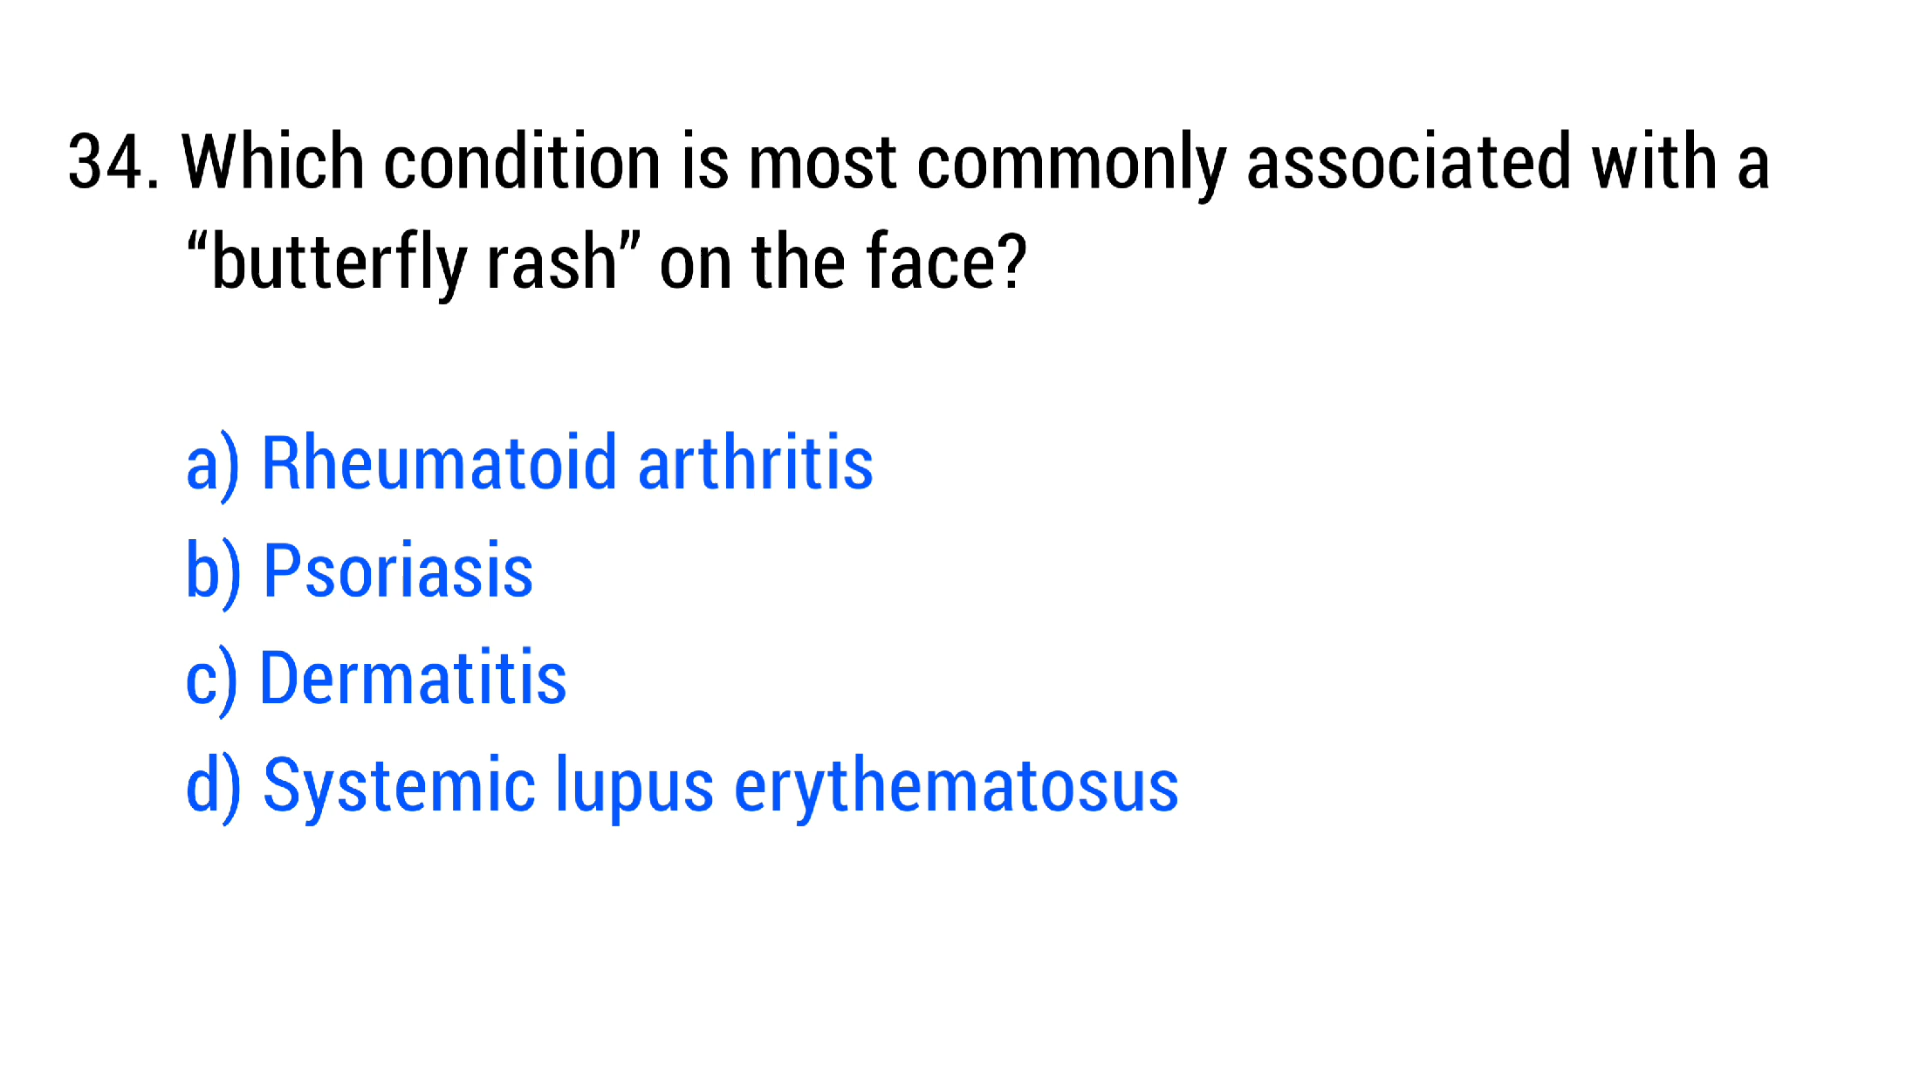 34. Which condition is most commonly associated with a
“butterfly rash” on the face?
a) Rheumatoid arthritis
b) Psoriasis
c) Dermatitis
d) Systemic lupus erythematosus